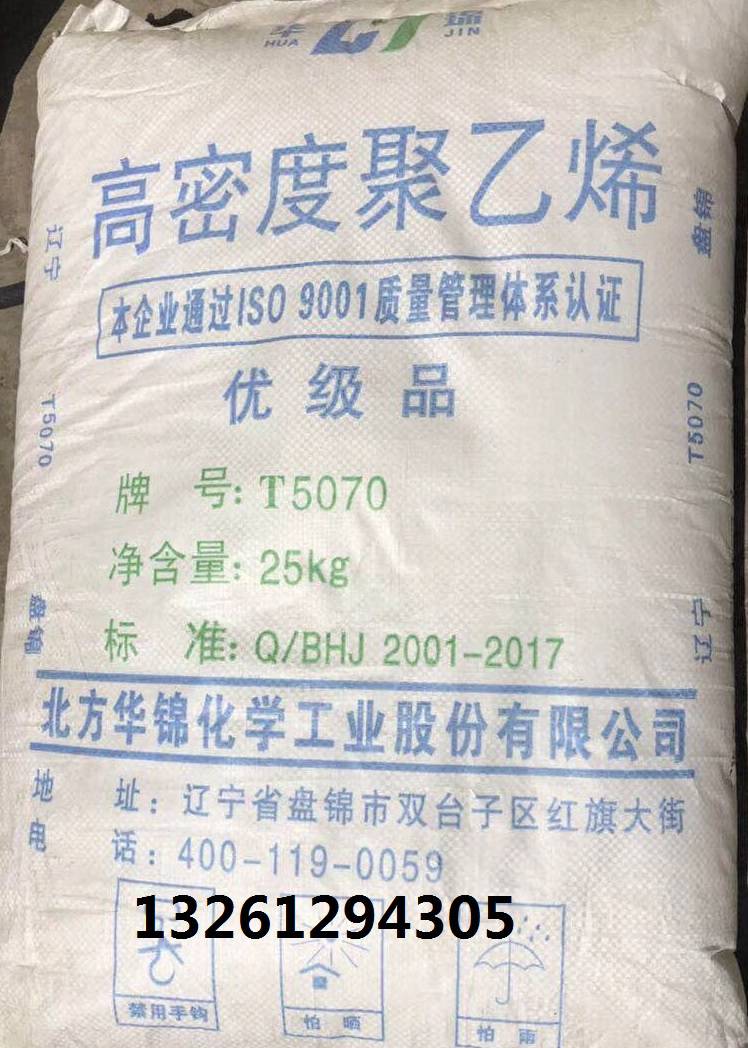 华 锦
HUA JIN
高密度聚乙烯
本企业通过ISO 9001质量管理体系认证
优级品
牌 号: T5070
净含量: 25kg
标 准: Q/BHJ 2001-2017
北方华锦化学工业股份有限公司
地 址: 辽宁省盘锦市双台子区红旗大街
电 话: 400-119-0059
13261294305
禁用手钩
怕晒
怕雨
辽宁
T5070
盘锦
盘锦
T5070
辽宁